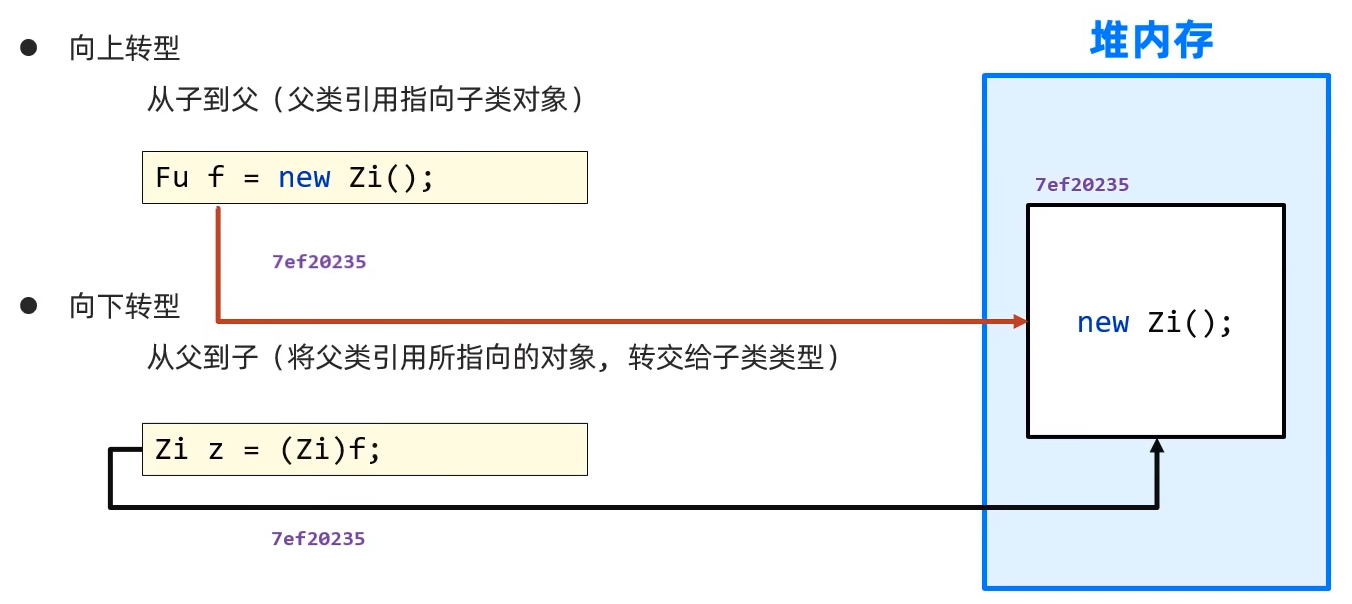 堆内存
● 向上转型
从子到父（父类引用指向子类对象）
Fu f = new Zi();
7ef20235
7ef20235
new Zi();
● 向下转型
从父到子（将父类引用所指向的对象, 转交给子类类型）
Zi z = (Zi)f;
7ef20235